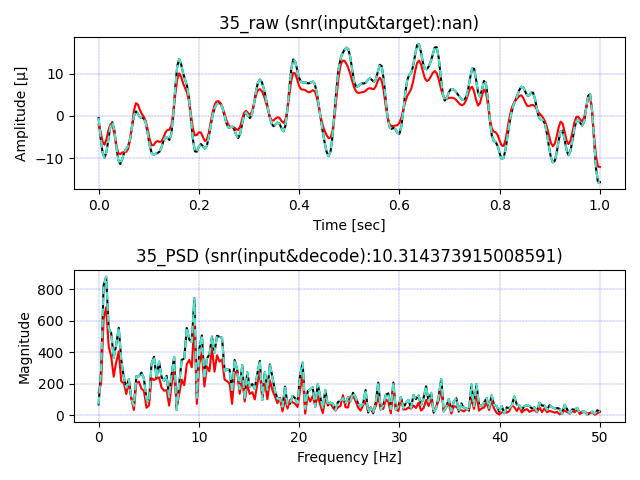 35_raw (snr(input&target):nan)
Amplitude [µ]
10
0
−10
0.0 0.2 0.4 0.6 0.8 1.0
Time [sec]
35_PSD (snr(input&decode):10.314373915008591)
Magnitude
800
600
400
200
0
0 10 20 30 40 50
Frequency [Hz]